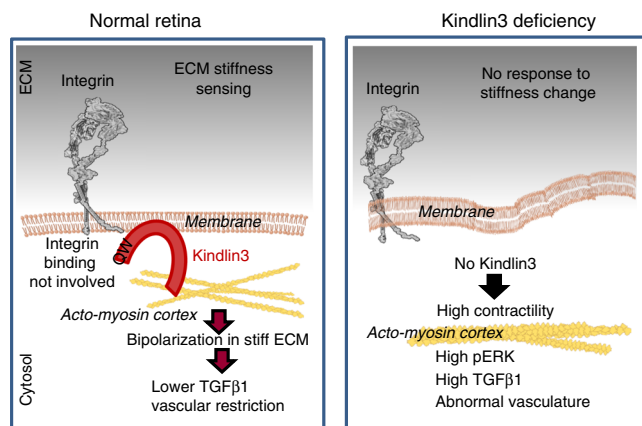 Normal retina
ECM
Integrin
ECM stiffness
sensing
Membrane
Integrin
binding
not involved
QW
Kindlin3
Acto-myosin cortex
Bipolarization in stiff ECM
Cytosol
Lower TGFβ1
vascular restriction
Kindlin3 deficiency
Integrin
No response to
stiffness change
Membrane
No Kindlin3
High contractility
Acto-myosin cortex
High pERK
High TGFβ1
Abnormal vasculature